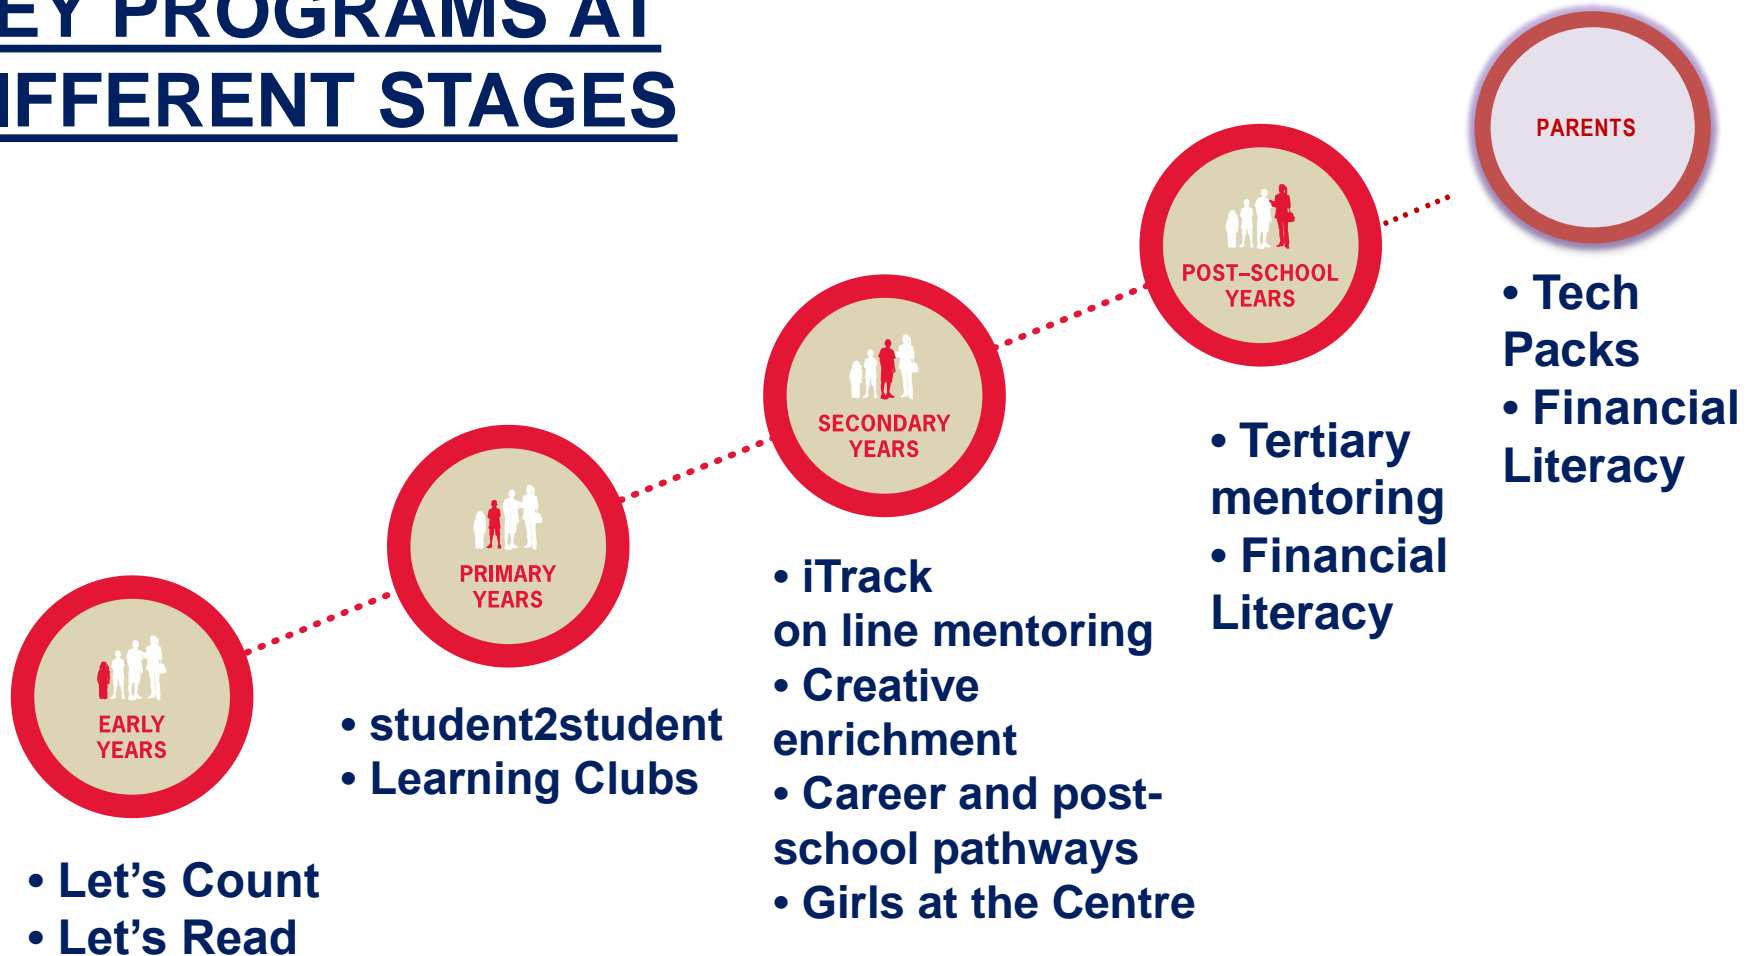 EY PROGRAMS AT
IFFERENT STAGES
PARENTS
• Tech
Packs
• Financial
Literacy
POST–SCHOOL
YEARS
• Tertiary
mentoring
• Financial
Literacy
SECONDARY
YEARS
• iTrack
on line mentoring
• Creative
enrichment
• Career and post-
school pathways
• Girls at the Centre
PRIMARY
YEARS
• student2student
• Learning Clubs
EARLY
YEARS
• Let’s Count
• Let’s Read